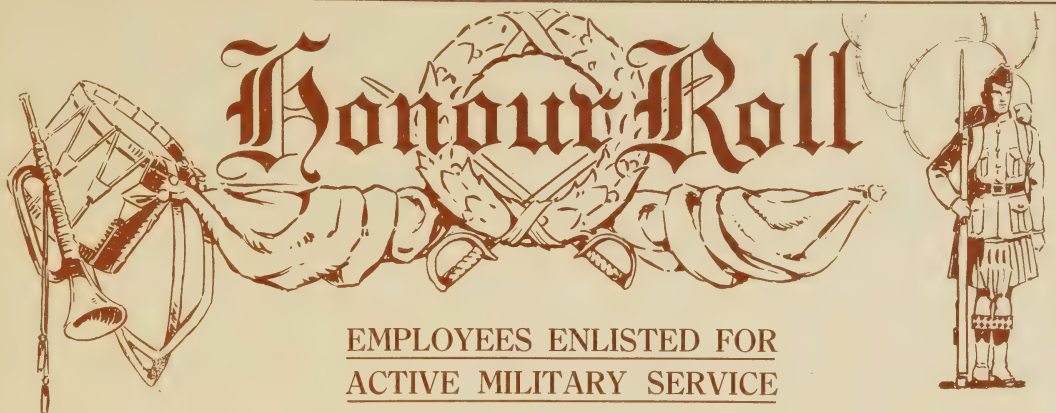 Honour Roll
EMPLOYEES ENLISTED FOR
ACTIVE MILITARY SERVICE